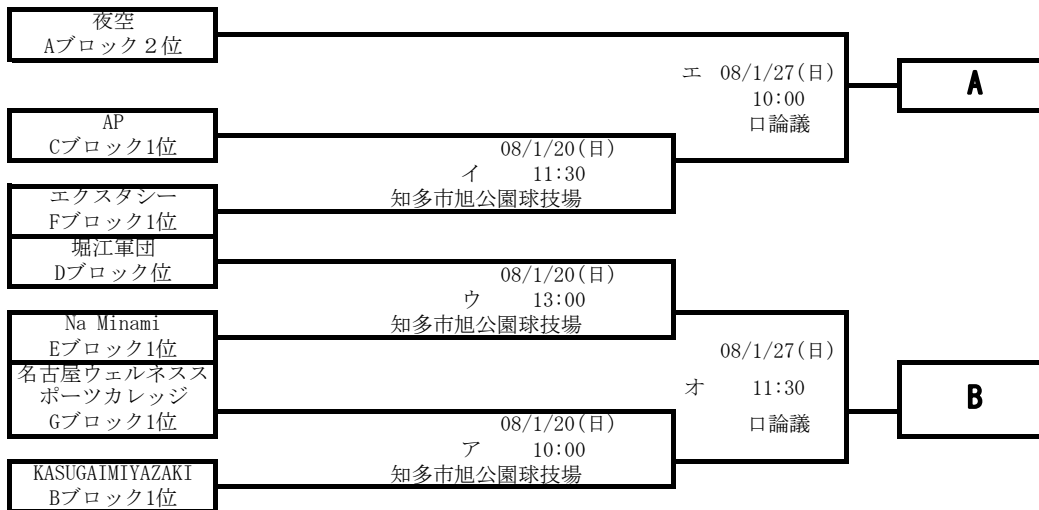 夜空
Aブロック２位
エ 08/1/27(日)
10:00
口論議
A
AP
Cブロック1位
08/1/20(日)
イ 11:30
知多市旭公園球技場
エクスタシー
Fブロック1位
堀江軍団
Dブロック位
08/1/20(日)
ウ 13:00
知多市旭公園球技場
Na Minami
Eブロック1位
08/1/27(日)
オ 11:30
口論議
B
名古屋ウェルネスス
ポーツカレッジ
Gブロック1位
08/1/20(日)
ア 10:00
知多市旭公園球技場
KASUGAIMIYAZAKI
Bブロック1位